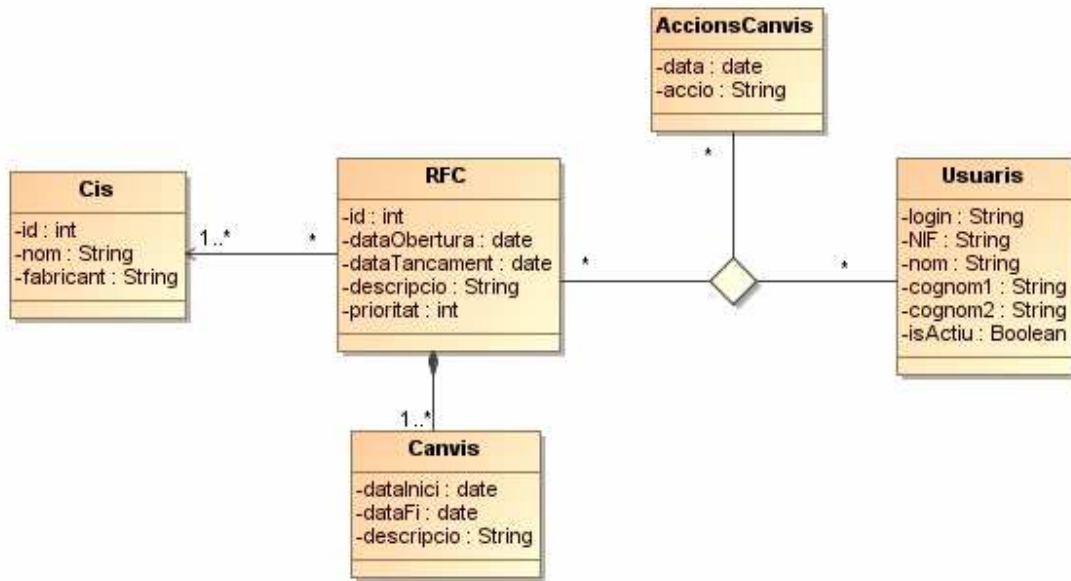 AccionsCanvis
-data : date
-accio : String
*
Cis
-id : int
-nom : String
-fabricant : String
1..*
*
RFC
-id : int
-dataObertura : date
-dataTancament : date
-descripcio : String
-prioritat : int
*
*
Usuaris
-login : String
-NIF : String
-nom : String
-cognom1 : String
-cognom2 : String
-isActiu : Boolean
1..*
Canvis
-dataInici : date
-dataFi : date
-descripcio : String